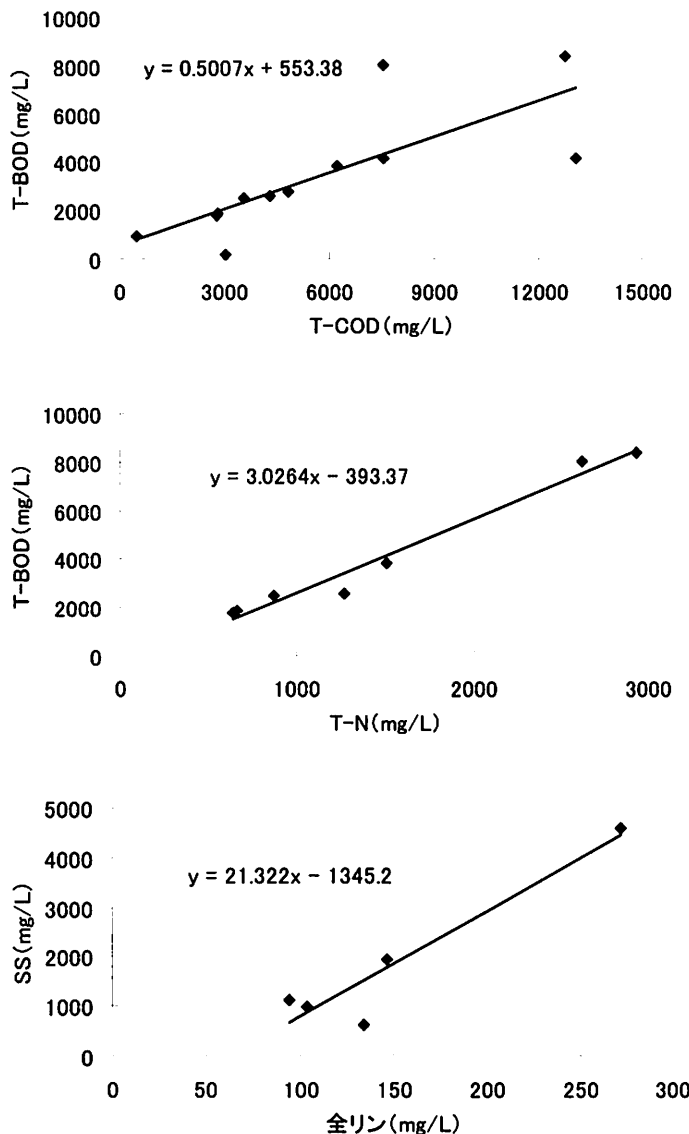 10000
8000
6000
4000
2000
0
T-BOD(mg/L)
y = 0.5007x + 553.38
0 3000 6000 9000 12000 15000
T-COD(mg/L)
10000
8000
6000
4000
2000
0
T-BOD(mg/L)
y = 3.0264x − 393.37
0 1000 2000 3000
T-N(mg/L)
5000
4000
3000
2000
1000
0
SS(mg/L)
y = 21.322x − 1345.2
0 50 100 150 200 250 300
全リン(mg/L)